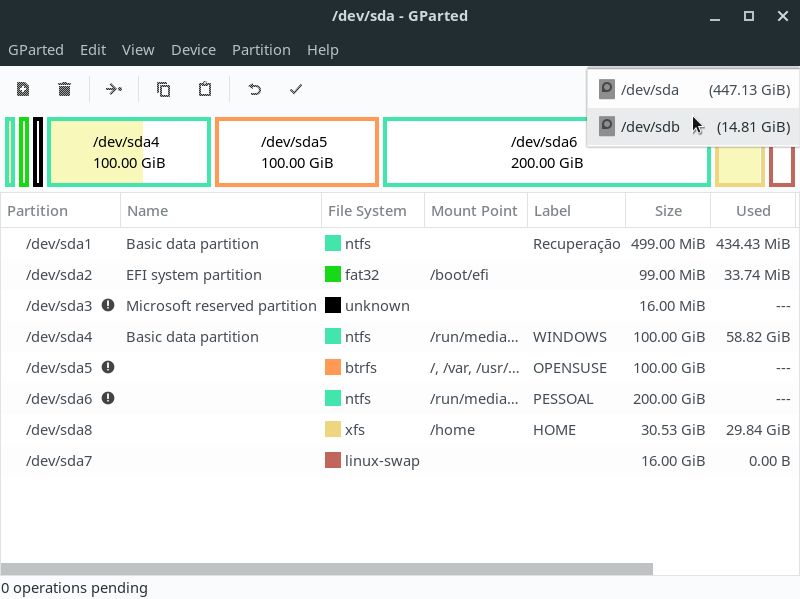 /dev/sda - GParted
GParted Edit View Device Partition Help
/dev/sda (447.13 GiB)
/dev/sdb (14.81 GiB)
/dev/sda4
100.00 GiB
/dev/sda5
100.00 GiB
/dev/sda6
200.00 GiB
Partition Name File System Mount Point Label Size Used
/dev/sda1 Basic data partition ntfs Recuperação 499.00 MiB 434.43 MiB
/dev/sda2 EFI system partition fat32 /boot/efi 99.00 MiB 33.74 MiB
/dev/sda3 Microsoft reserved partition unknown 16.00 MiB ---
/dev/sda4 Basic data partition ntfs /run/media... WINDOWS 100.00 GiB 58.82 GiB
/dev/sda5 btrfs /, /var, /usr/... OPENSUSE 100.00 GiB ---
/dev/sda6 ntfs /run/media... PESSOAL 200.00 GiB ---
/dev/sda8 xfs /home HOME 30.53 GiB 29.84 GiB
/dev/sda7 linux-swap 16.00 GiB 0.00 B
0 operations pending